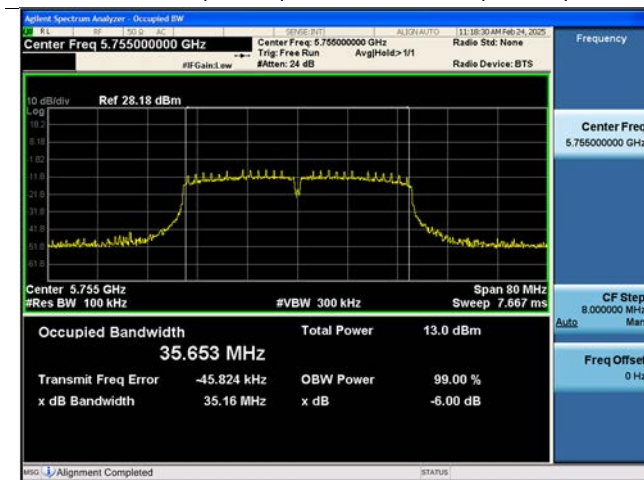 Agilent Spectrum Analyzer - Occupied BW
RL RF 50 Ω AC SENSE:INT ALIGN AUTO 11:18:30 AM Feb 24, 2025
Center Freq 5.755000000 GHz Center Freq: 5.755000000 GHz Radio Std: None Frequency
Trig: Free Run Avg|Hold:> 1/1
#IFGain:Low #Atten: 24 dB Radio Device: BTS
10 dB/div Ref 28.18 dBm
Log
18.2
8.18
-1.82
-11.8
-21.8
-31.8
-41.8
-51.8
-61.8
Center Freq
5.755000000 GHz
Center 5.755 GHz Span 80 MHz
#Res BW 100 kHz #VBW 300 kHz Sweep 7.667 ms
CF Step
8.000000 MHz
Auto Man
Occupied Bandwidth Total Power 13.0 dBm
35.653 MHz
Freq Offset
0 Hz
Transmit Freq Error -45.824 kHz OBW Power 99.00 %
x dB Bandwidth 35.16 MHz x dB -6.00 dB
MSG Alignment Completed STATUS